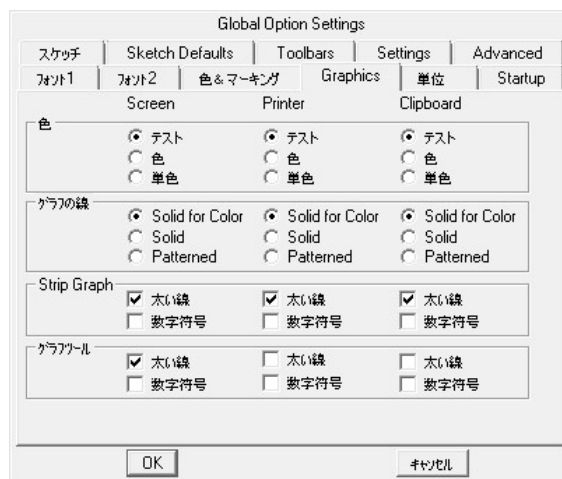 Global Option Settings
スケッチ Sketch Defaults Toolbars Settings Advanced
ﾌｫﾝﾄ1 ﾌｫﾝﾄ2 色&マーキング Graphics 単位 Startup
Screen Printer Clipboard
色
テスト テスト テスト
色 色 色
単色 単色 単色
ｸﾞﾗﾌの線
Solid for Color Solid for Color Solid for Color
Solid Solid Solid
Patterned Patterned Patterned
Strip Graph
太い線 太い線 太い線
数字符号 数字符号 数字符号
ｸﾞﾗﾌﾂｰﾙ
太い線 太い線 太い線
数字符号 数字符号 数字符号
OK ｷｬﾝｾﾙ